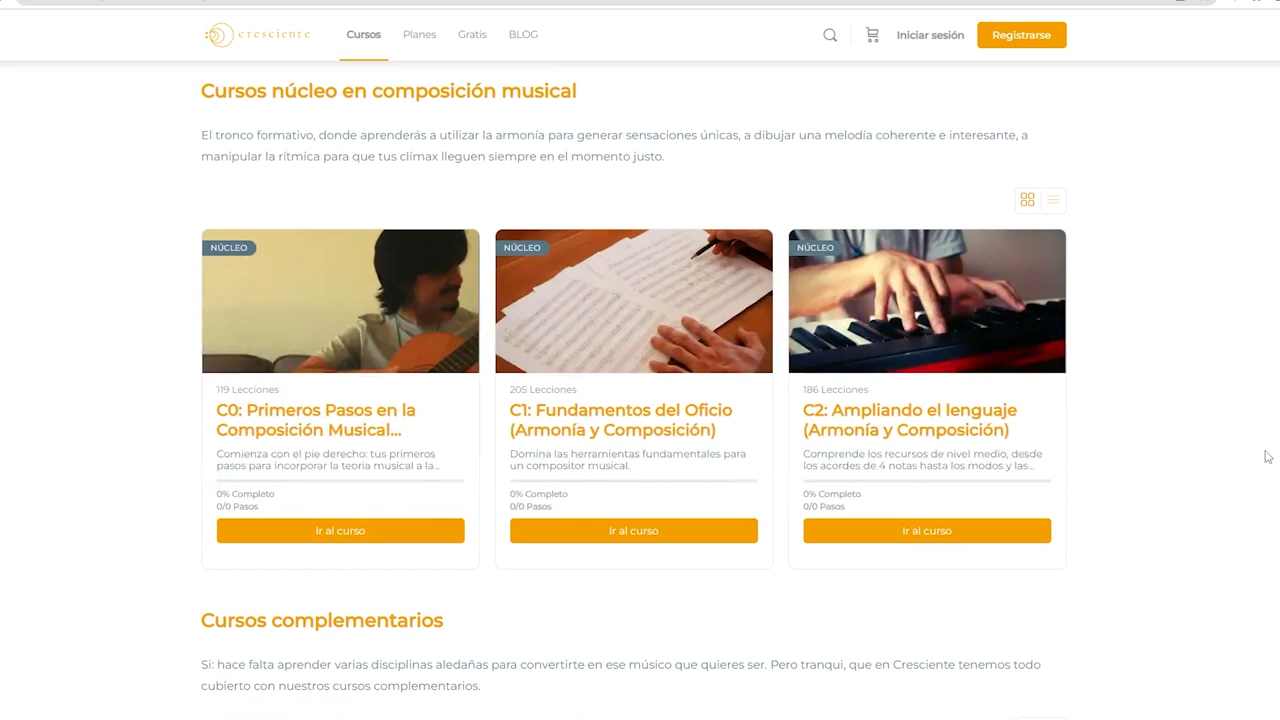 cresciente
Cursos
Planes
Gratis
BLOG
Iniciar sesión
Registrarse
Cursos núcleo en composición musical
El tronco formativo, donde aprenderás a utilizar la armonía para generar sensaciones únicas, a dibujar una melodía coherente e interesante, a
manipular la rítmica para que tus clímax lleguen siempre en el momento justo.
NÚCLEO
119 Lecciones
C0: Primeros Pasos en la
Composición Musical...
Comienza con el pie derecho: tus primeros
pasos para incorporar la teoría musical a la...
0% Completo
0/0 Pasos
Ir al curso
NÚCLEO
205 Lecciones
C1: Fundamentos del Oficio
(Armonía y Composición)
Domina las herramientas fundamentales para
un compositor musical.
0% Completo
0/0 Pasos
Ir al curso
NÚCLEO
186 Lecciones
C2: Ampliando el lenguaje
(Armonía y Composición)
Comprende los recursos de nivel medio, desde
los acordes de 4 notas hasta los modos y las...
0% Completo
0/0 Pasos
Ir al curso
Cursos complementarios
Si: hace falta aprender varias disciplinas aledañas para convertirte en ese músico que quieres ser. Pero tranqui, que en Cresciente tenemos todo
cubierto con nuestros cursos complementarios.